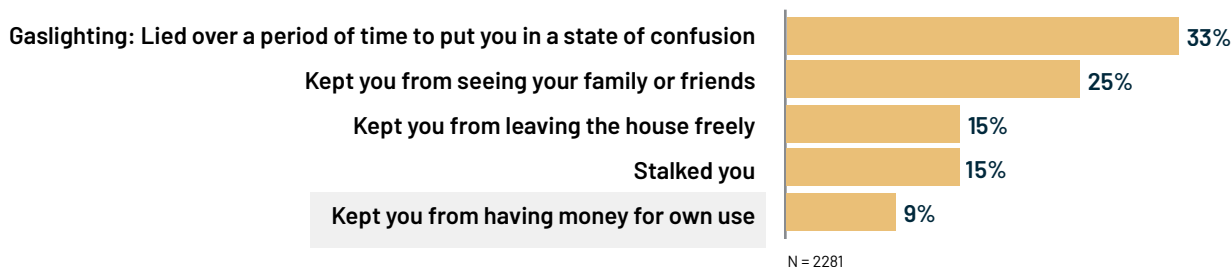 Gaslighting: Lied over a period of time to put you in a state of confusion 33%
Kept you from seeing your family or friends 25%
Kept you from leaving the house freely 15%
Stalked you 15%
Kept you from having money for own use 9%
N = 2281